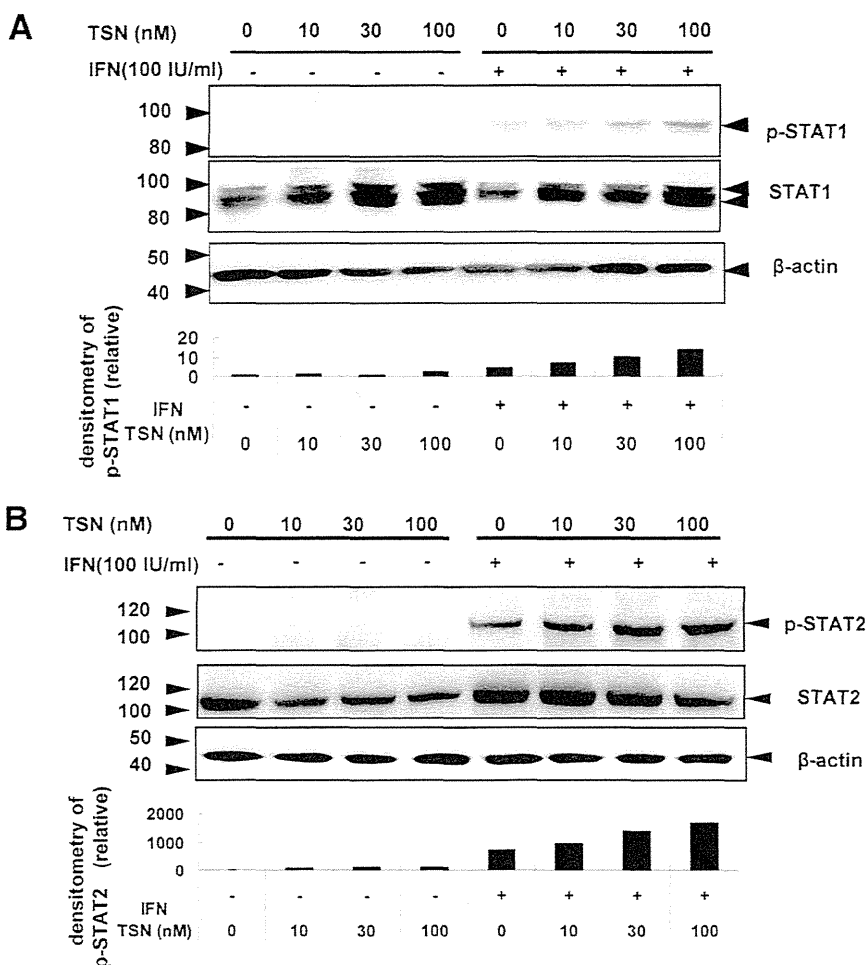 A
TSN (nM) 0 10 30 100 0 10 30 100
IFN(100 IU/ml) - - - - + + + +
100
80
p-STAT1
100
80
STAT1
50
40
β-actin
densitometry of
p-STAT1 (relative)
20
10
0
IFN - - - - + + + +
TSN (nM) 0 10 30 100 0 10 30 100
B
TSN (nM) 0 10 30 100 0 10 30 100
IFN(100 IU/ml) - - - - + + + +
120
100
p-STAT2
120
100
STAT2
50
40
β-actin
densitometry of
p-STAT2 (relative)
2000
1000
0
IFN - - - - + + + +
TSN (nM) 0 10 30 100 0 10 30 100